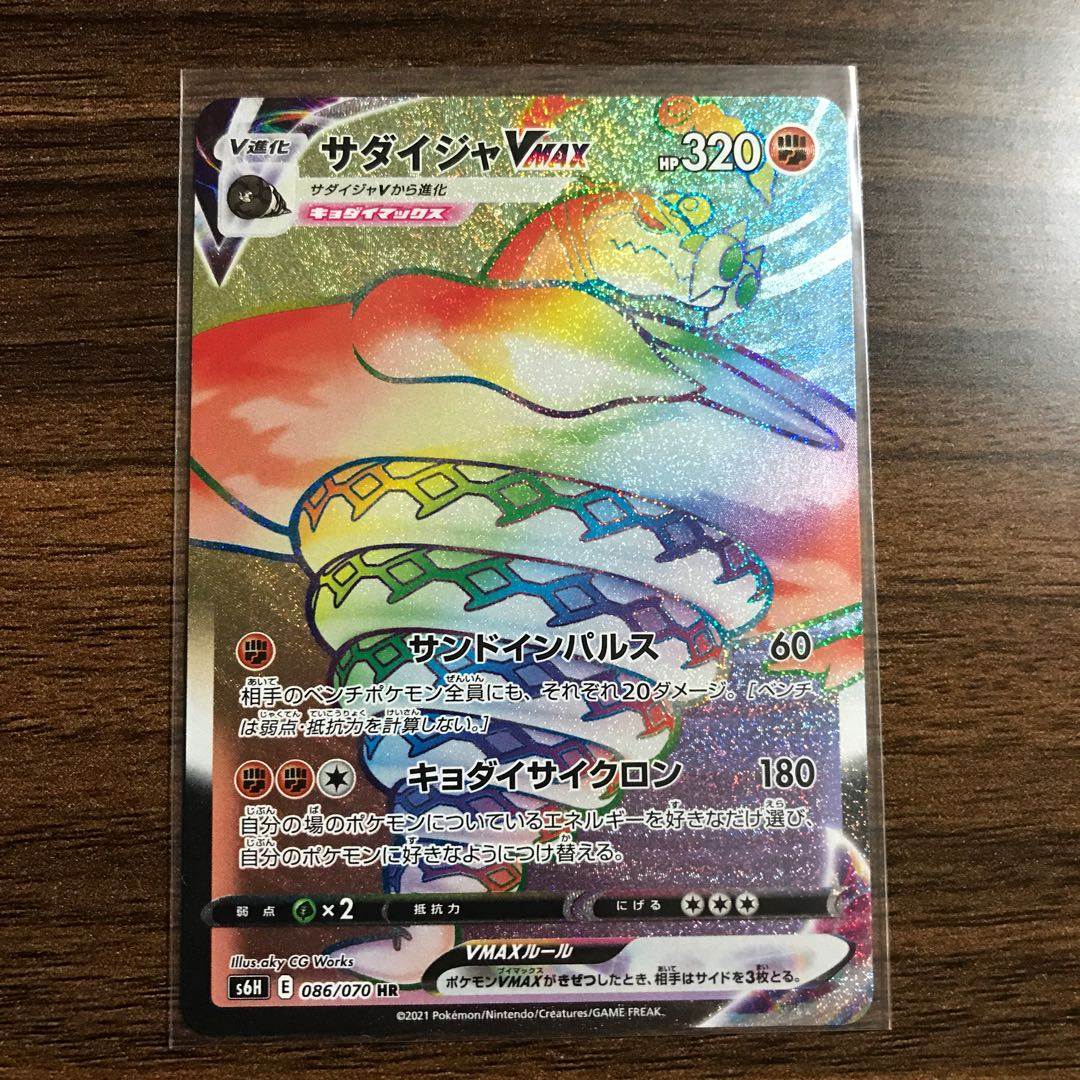 V進化 サダイジャVMAX HP320
サダイジャVから進化
キョダイマックス
サンドインパルス 60
相手のベンチポケモン全員にも、それぞれ20ダメージ。[ベンチ
は弱点・抵抗力を計算しない。]
キョダイサイクロン 180
自分の場のポケモンについているエネルギーを好きなだけ選び、
自分のポケモンに好きなようにつけ替える。
弱点 ×2 抵抗力 にげる
VMAXルール
ポケモンVMAXがきぜつしたとき、相手はサイドを3枚とる。
Illus.aky CG Works
s6H E 086/070 HR
©2021 Pokémon/Nintendo/Creatures/GAME FREAK.